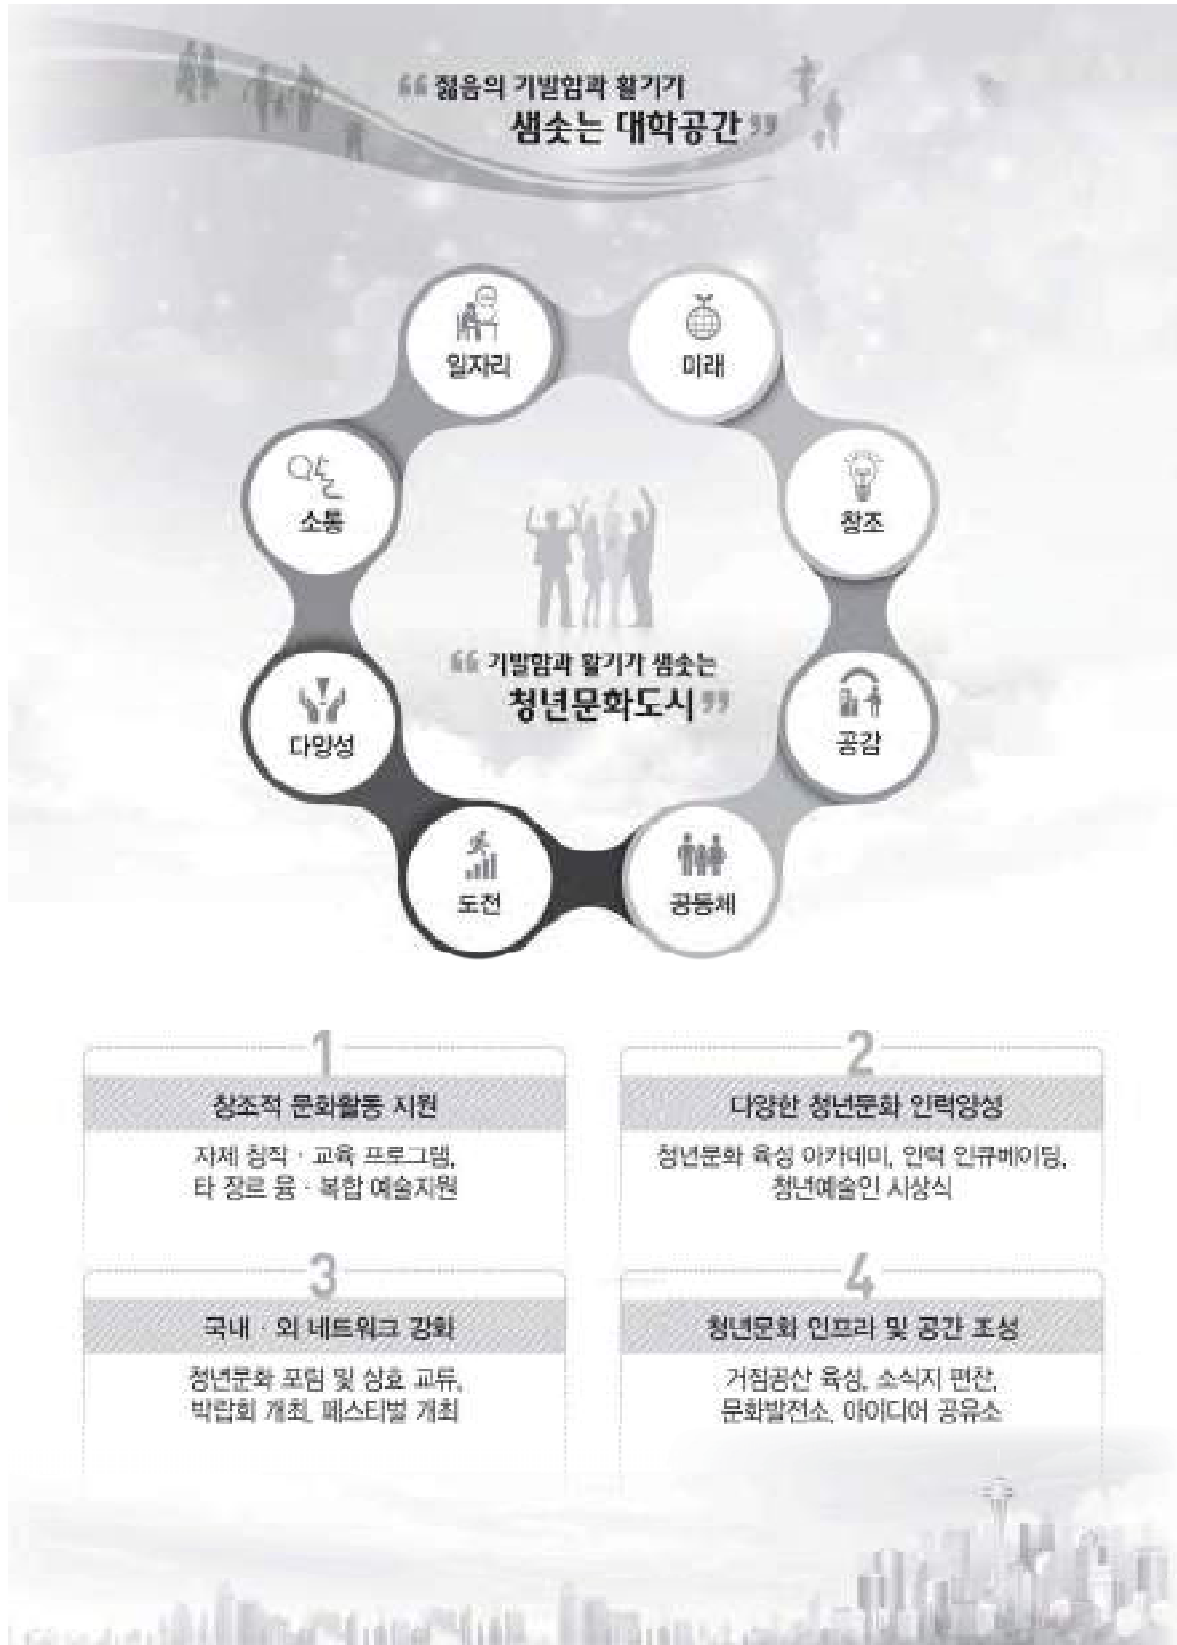 “젊음의 기발함과 활기가
샘솟는 대학공간”
일자리
미래
소통
창조
“기발함과 활기가 샘솟는
청년문화도시”
다양성
공감
도전
공동체
1
창조적 문화활동 지원
자체 창작 · 교육 프로그램,
타 장르 융 · 복합 예술지원
2
다양한 청년문화 인력양성
청년문화 육성 아카데미, 인력 인큐베이팅,
청년예술인 시상식
3
국내 · 외 네트워크 강화
청년문화 포럼 및 상호 교류,
박람회 개최, 페스티벌 개최
4
청년문화 인프라 및 공간 조성
거점공산 육성, 소식지 편찬,
문화발전소, 아이디어 공유소